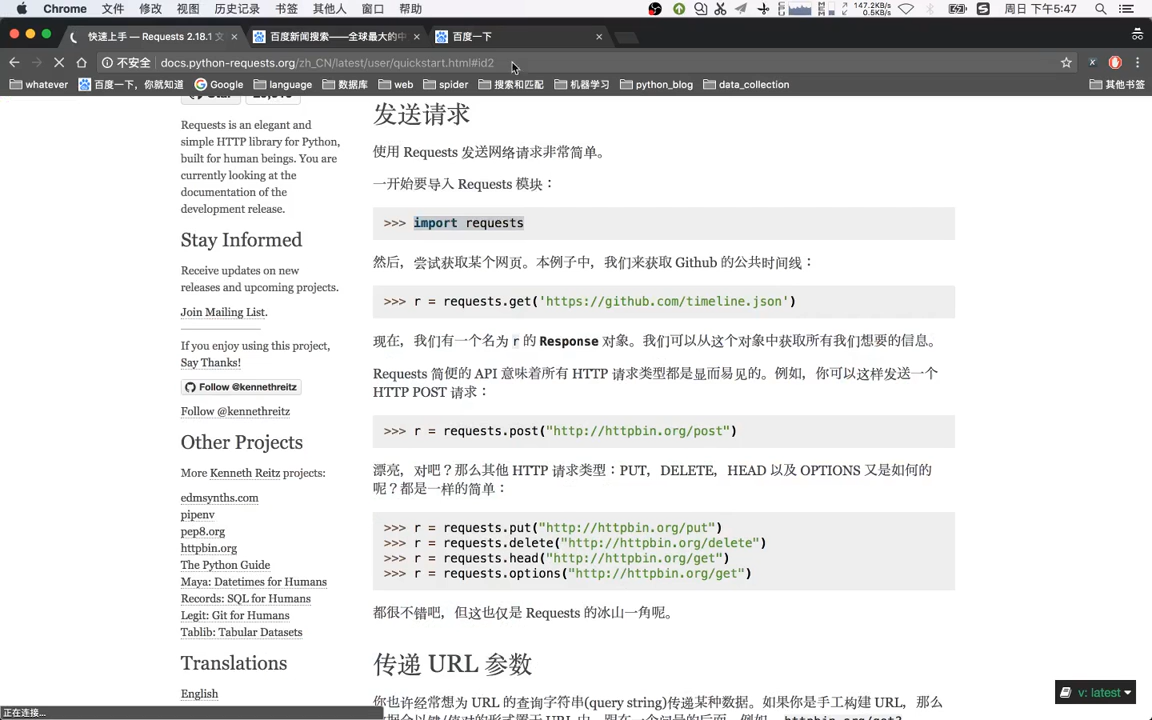 Chrome 文件 修改 视图 历史记录 书签 其他人 窗口 帮助 147.2KB/s 0.5KB/s 周日 下午5:47
快速上手 — Requests 2.18.1 文 × 百度新闻搜索——全球最大的中 × 百度一下 ×
不安全 docs.python-requests.org/zh_CN/latest/user/quickstart.html#id2
whatever 百度一下,你就知道 Google language 数据库 web spider 搜索和匹配 机器学习 python_blog data_collection 其他书签
Requests is an elegant and
simple HTTP library for Python,
built for human beings. You are
currently looking at the
documentation of the
development release.
Stay Informed
Receive updates on new
releases and upcoming projects.
Join Mailing List.
If you enjoy using this project,
Say Thanks!
Follow @kennethreitz
Follow @kennethreitz
Other Projects
More Kenneth Reitz projects:
edmsynths.com
pipenv
pep8.org
httpbin.org
The Python Guide
Maya: Datetimes for Humans
Records: SQL for Humans
Legit: Git for Humans
Tablib: Tabular Datasets
Translations
English
发送请求
使用 Requests 发送网络请求非常简单。
一开始要导入 Requests 模块：
>>> import requests
然后，尝试获取某个网页。本例子中，我们来获取 Github 的公共时间线：
>>> r = requests.get('https://github.com/timeline.json')
现在，我们有一个名为 r 的 Response 对象。我们可以从这个对象中获取所有我们想要的信息。
Requests 简便的 API 意味着所有 HTTP 请求类型都是显而易见的。例如，你可以这样发送一个
HTTP POST 请求：
>>> r = requests.post("http://httpbin.org/post")
漂亮，对吧？那么其他 HTTP 请求类型：PUT，DELETE，HEAD 以及 OPTIONS 又是如何的
呢？都是一样的简单：
>>> r = requests.put("http://httpbin.org/put")
>>> r = requests.delete("http://httpbin.org/delete")
>>> r = requests.head("http://httpbin.org/get")
>>> r = requests.options("http://httpbin.org/get")
都很不错吧，但这也仅是 Requests 的冰山一角呢。
传递 URL 参数
你也许经常想为 URL 的查询字符串(query string)传递某种数据。如果你是手工构建 URL，那么
v: latest
正在连接...